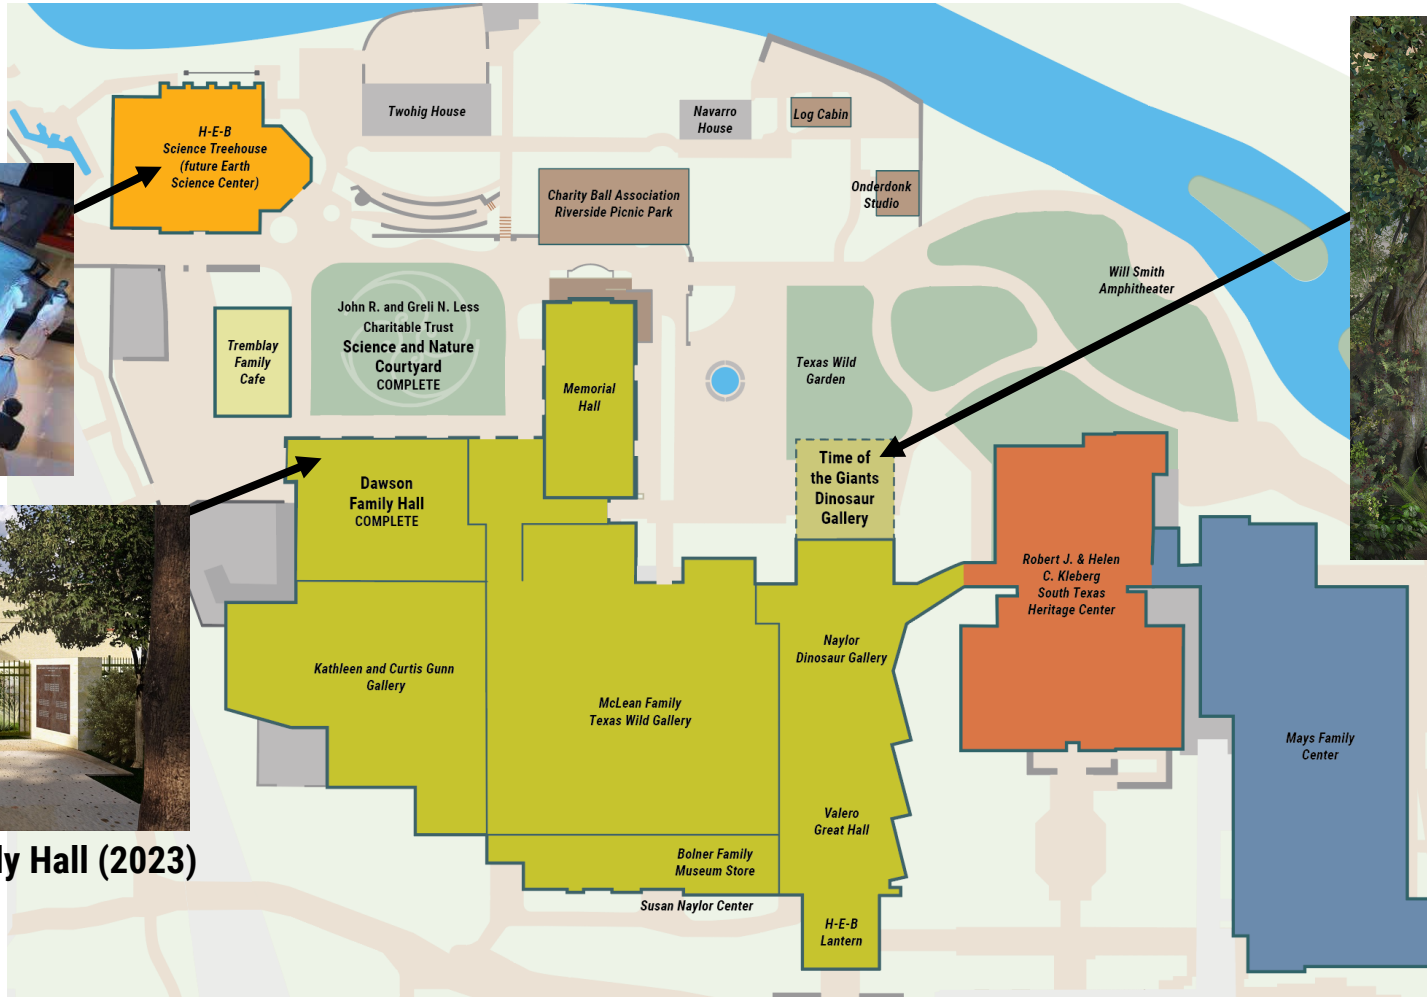 Twohig House
Navarro
House
Log Cabin
H-E-B
Science Treehouse
(future Earth
Science Center)
Charity Ball Association
Riverside Picnic Park
Onderdonk
Studio
Will Smith
Amphitheater
John R. and Greli N. Less
Charitable Trust
Science and Nature
Courtyard
COMPLETE
Tremblay
Family
Cafe
Memorial
Hall
Texas Wild
Garden
Time of
the Giants
Dinosaur
Gallery
Dawson
Family Hall
COMPLETE
Robert J. & Helen
C. Kleberg
South Texas
Heritage Center
Kathleen and Curtis Gunn
Gallery
Naylor
Dinosaur Gallery
McLean Family
Texas Wild Gallery
Mays Family
Center
Valero
Great Hall
ly Hall (2023)
Bolner Family
Museum Store
Susan Naylor Center
H-E-B
Lantern